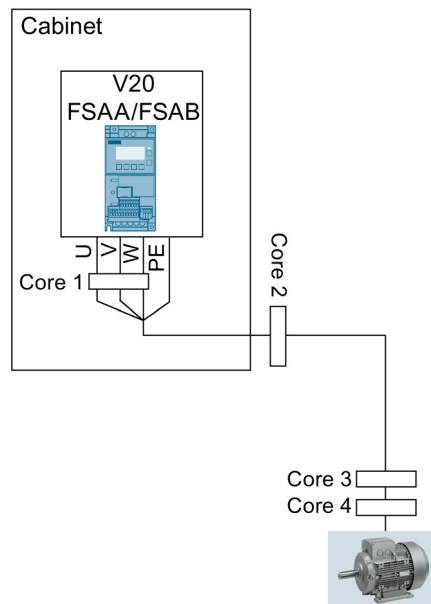 Cabinet
V20
FSAA/FSAB
U
V
W
PE
Core 1
Core 2
Core 3
Core 4